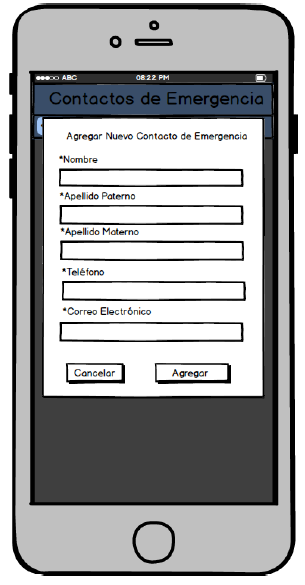 ABC 08:22 PM
Contactos de Emergencia
Agregar Nuevo Contacto de Emergencia
*Nombre
*Apellido Paterno
*Apellido Materno
*Teléfono
*Correo Electrónico
Cancelar Agregar